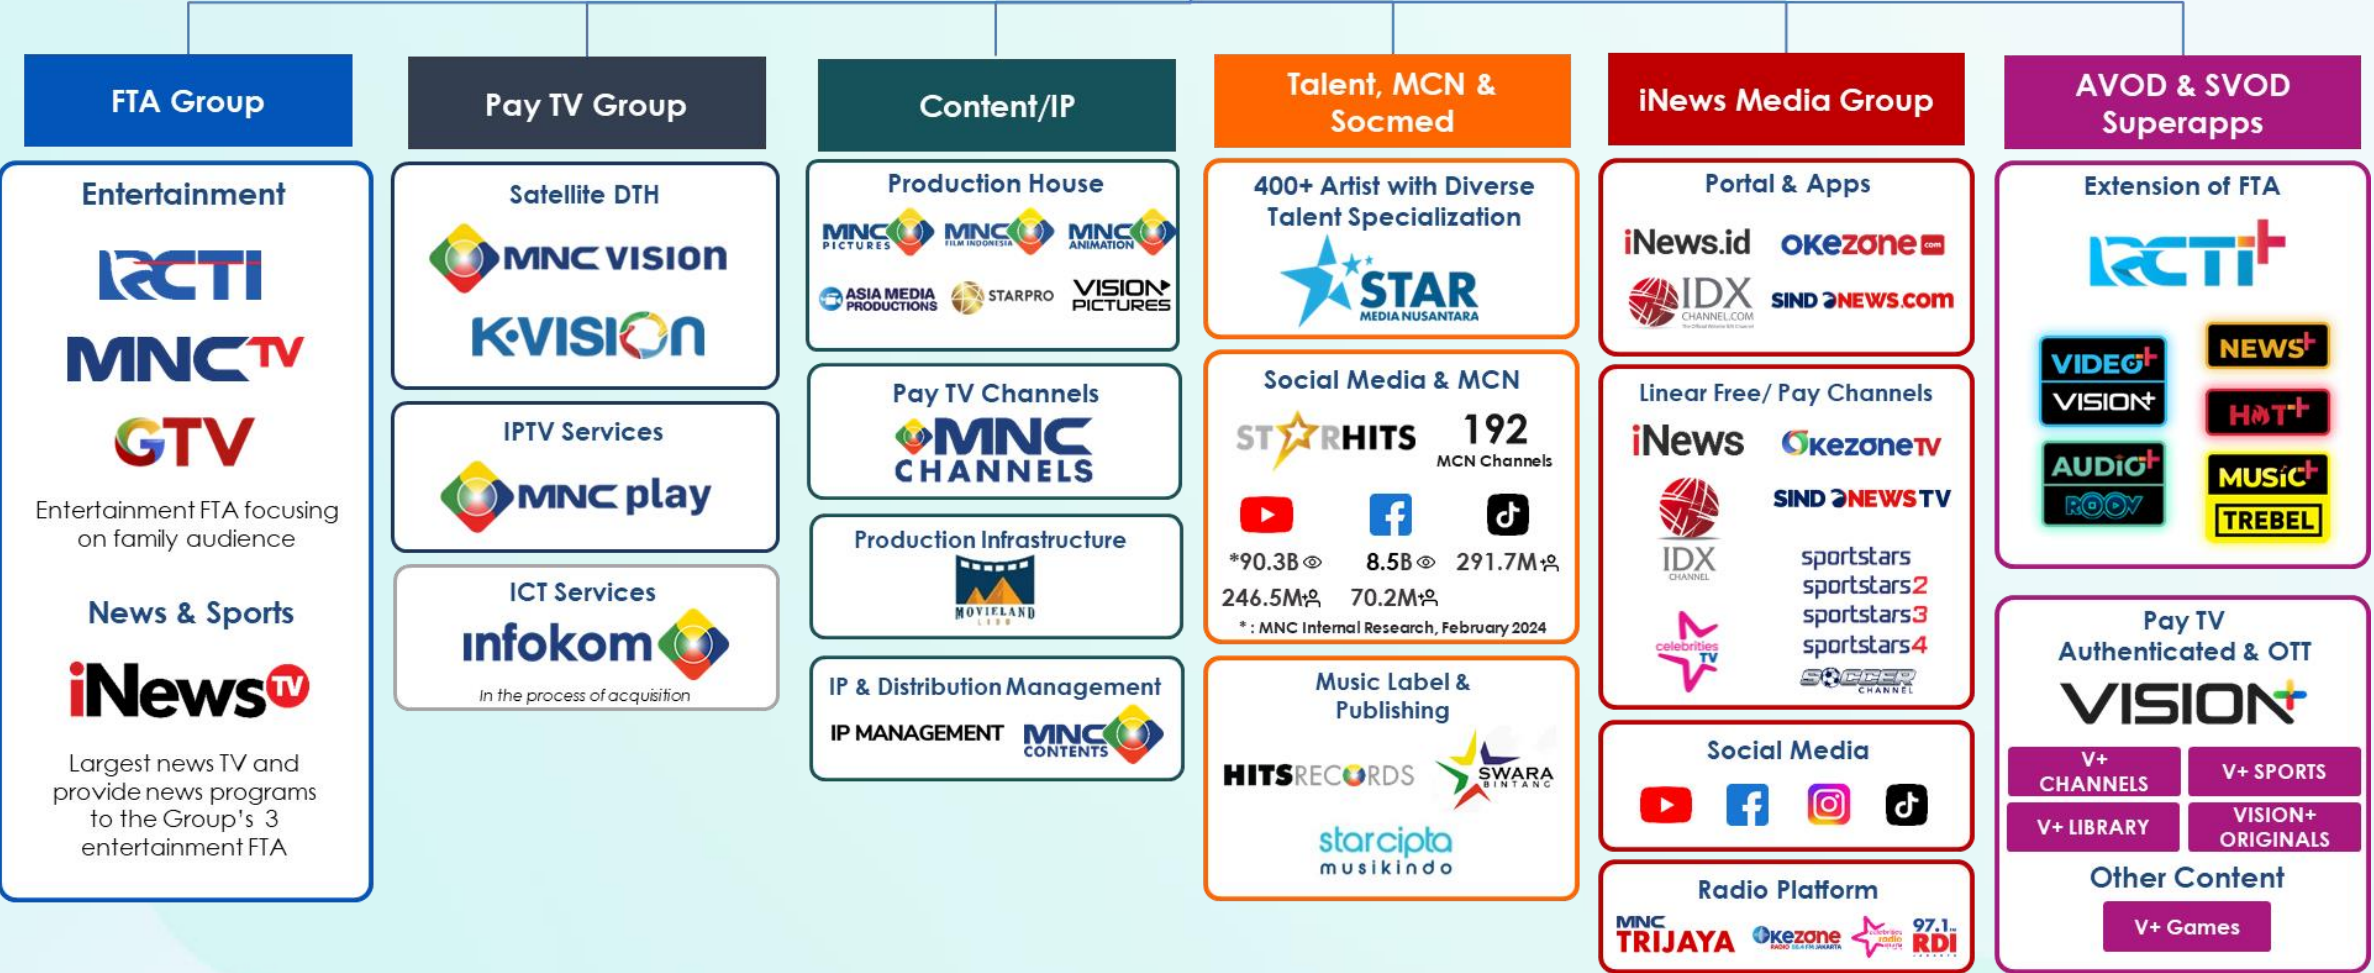 FTA Group
Entertainment
RCTI
MNCTV
GTV
Entertainment FTA focusing
on family audience
News & Sports
iNewsTV
Largest news TV and
provide news programs
to the Group's 3
entertainment FTA
Pay TV Group
Satellite DTH
MNC VISION
K-VISION
IPTV Services
MNC play
ICT Services
infokom
In the process of acquisition
Content/IP
Production House
MNC
PICTURES
MNC
FILM INDONESIA
MNC
ANIMATION
ASIA MEDIA
PRODUCTIONS
STARPRO
VISION+
PICTURES
Pay TV Channels
MNC
CHANNELS
Production Infrastructure
MOVIELAND
LIDO
IP & Distribution Management
IP MANAGEMENT
MNC
CONTENTS
Talent, MCN &
Socmed
400+ Artist with Diverse
Talent Specialization
STAR
MEDIA NUSANTARA
Social Media & MCN
STARHITS
192
MCN Channels
*90.3B 8.5B 291.7M
246.5M 70.2M
* : MNC Internal Research, February 2024
Music Label &
Publishing
HITSRECORDS
SWARA
BINTANG
starcipta
musikindo
iNews Media Group
Portal & Apps
iNews.id
OKezone com
IDX
CHANNEL.COM
SINDONEWS.com
Linear Free/ Pay Channels
iNews
OkezoneTV
IDX
CHANNEL
SINDONEWSTV
sportstars
sportstars2
sportstars3
sportstars4
SOCCER
CHANNEL
celebrities
TV
Social Media
Radio Platform
MNC
TRIJAYA
Okezone
celebrities
radio
97.1 FM
RDI
AVOD & SVOD
Superapps
Extension of FTA
RCTI+
VIDEO+
VISION+
NEWS+
HOT+
AUDIO+
ROOV
MUSIC+
TREBEL
Pay TV
Authenticated & OTT
VISION+
V+
CHANNELS
V+ SPORTS
V+ LIBRARY
VISION+
ORIGINALS
Other Content
V+ Games